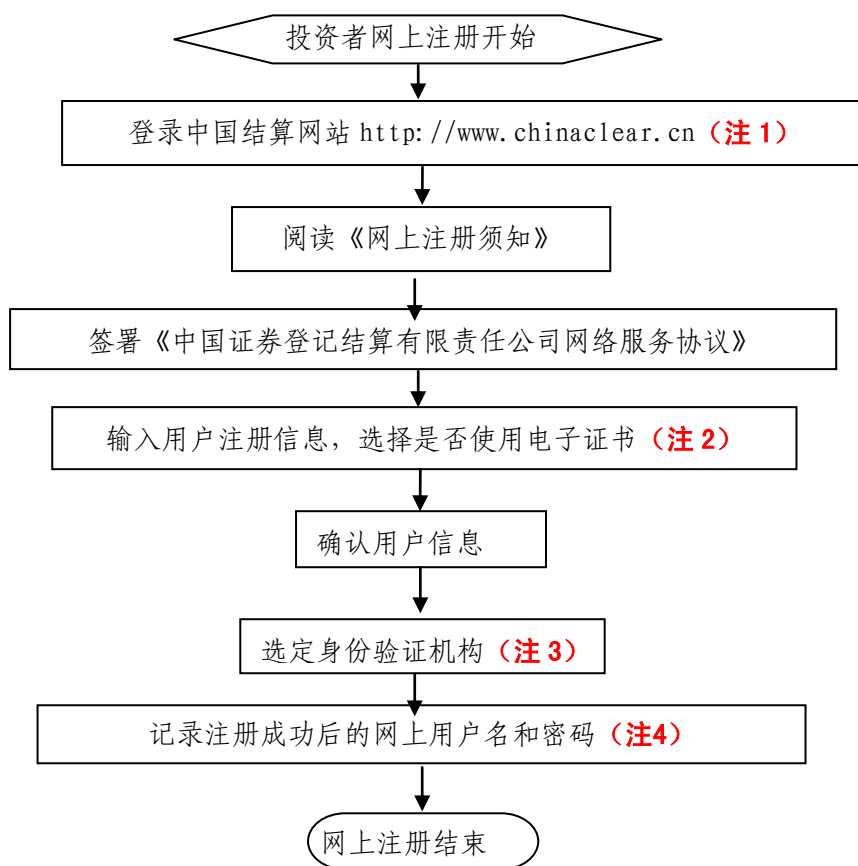 投资者网上注册开始
登录中国结算网站 http://www.chinaclear.cn（注 1）
阅读《网上注册须知》
签署《中国证券登记结算有限责任公司网络服务协议》
输入用户注册信息，选择是否使用电子证书（注 2）
确认用户信息
选定身份验证机构（注 3）
记录注册成功后的网上用户名和密码（注4）
网上注册结束